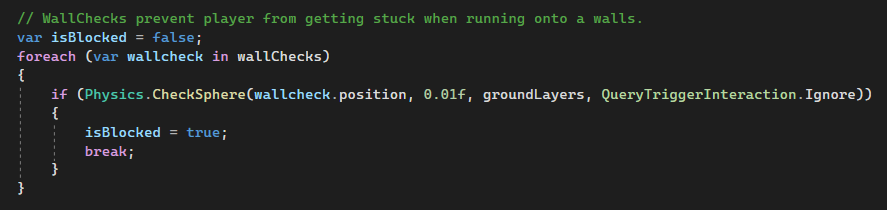 // WallChecks prevent player from getting stuck when running onto a walls.
var isBlocked = false;
foreach (var wallcheck in wallChecks)
{
    if (Physics.CheckSphere(wallcheck.position, 0.01f, groundLayers, QueryTriggerInteraction.Ignore))
    {
        isBlocked = true;
        break;
    }
}